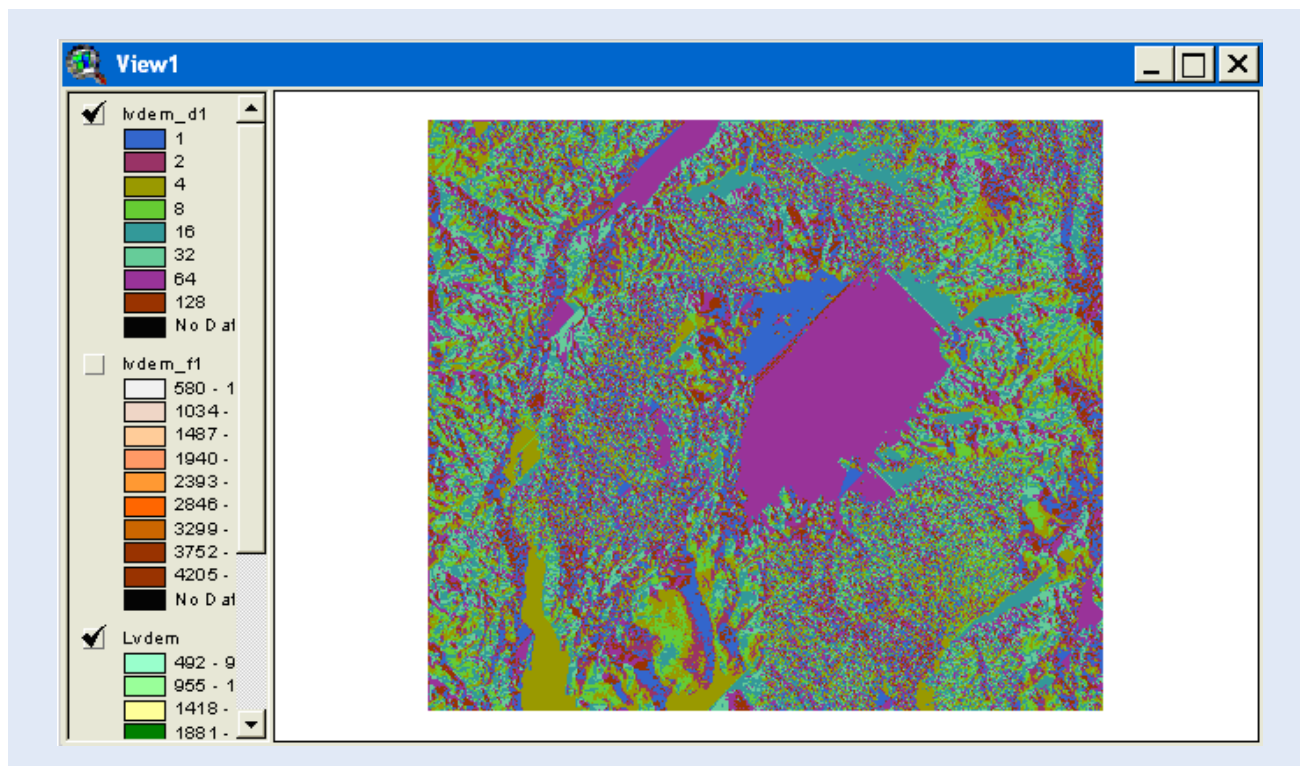 View1
lvdem_d1
1
2
4
8
16
32
64
128
No Dat
lvdem_f1
580 - 1
1034 -
1487 -
1940 -
2393 -
2846 -
3299 -
3752 -
4205 -
No Dat
Lvdem
492 - 9
955 - 1
1418 -
1881 -